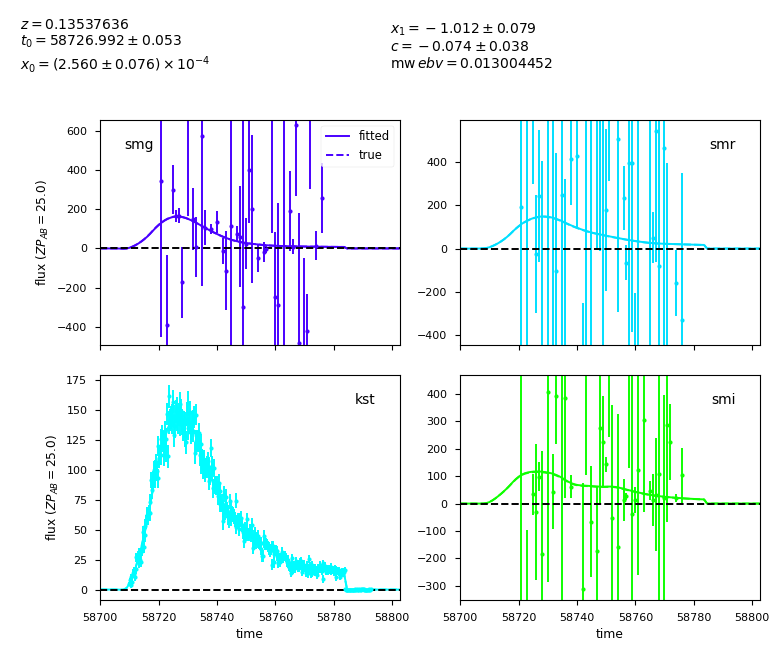 z = 0.13537636
t0 = 58726.992 ± 0.053
x0 = (2.560 ± 0.076) × 10^−4
x1 = −1.012 ± 0.079
c = −0.074 ± 0.038
mw ebv = 0.013004452
600
400
200
0
−200
−400
flux (ZP_AB = 25.0)
smg
fitted
true
400
200
0
−200
−400
smr
175
150
125
100
75
50
25
0
flux (ZP_AB = 25.0)
kst
58700
58720
58740
58760
58780
58800
time
400
300
200
100
0
−100
−200
−300
smi
58700
58720
58740
58760
58780
58800
time